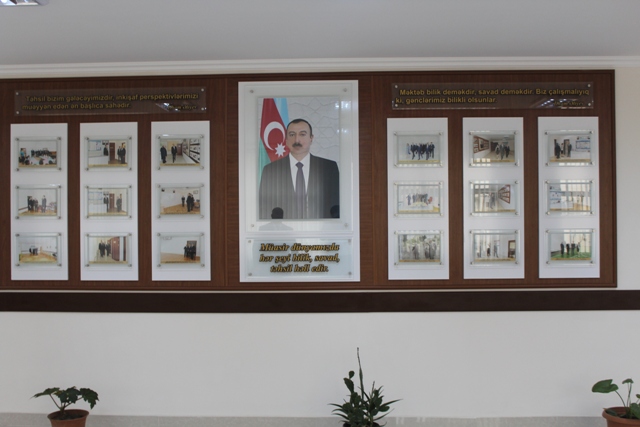 Təhsil bizim gələcəyimizdir, inkişaf perspektivlərimizi
müəyyən edən ən başlıca sahədir.
Müasir dünyamızda
hər şeyi bilik, savad,
təhsil həll edir.
Məktəb bilik deməkdir, savad deməkdir. Biz çalışmalıyıq
ki, gənclərimiz bilikli olsunlar